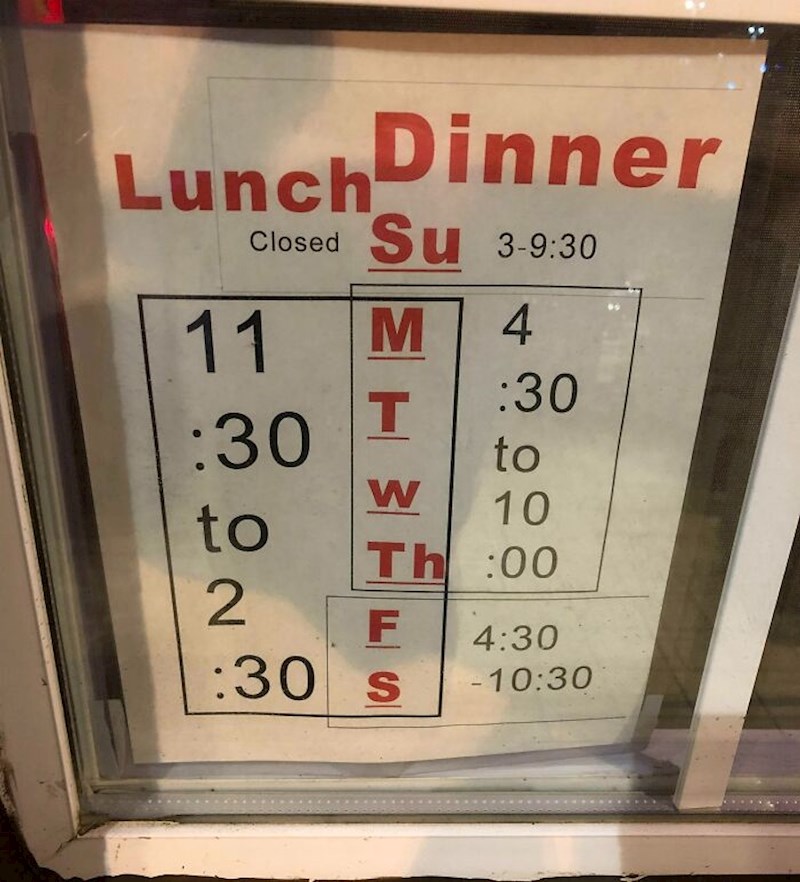 Lunch Dinner
Closed Su 3-9:30
11 M 4
:30 T :30
to W to
2 Th 10
:30 F :00
S 4:30
-10:30